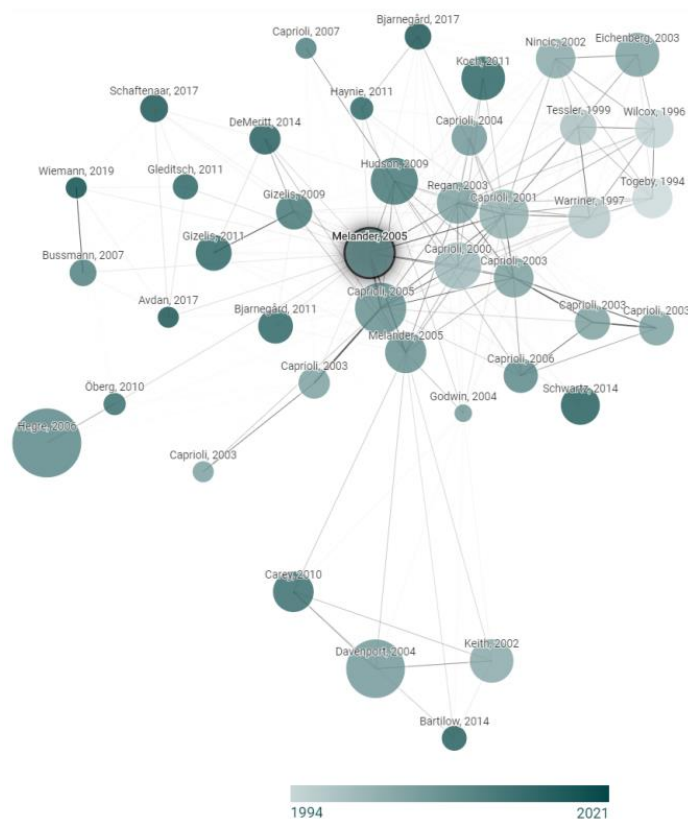 Bjarnegård, 2017
Caprioli, 2007
Nincic, 2002
Eichenberg, 2003
Koch, 2011
Schaftenaar, 2017
Haynie, 2011
Tessler, 1999
Wilcox, 1996
DeMeritt, 2014
Caprioli, 2004
Hudson, 2009
Wiemann, 2019
Gleditsch, 2011
Regan, 2003
Togeby, 1994
Gizelis, 2009
Caprioli, 2001
Warriner, 1997
Gizelis, 2011
Melander, 2005
Bussmann, 2007
Caprioli, 2000
Caprioli, 2003
Caprioli, 2005
Avdan, 2017
Bjarnegård, 2011
Caprioli, 2003
Caprioli, 2003
Melander, 2005
Caprioli, 2003
Caprioli, 2006
Öberg, 2010
Schwartz, 2014
Godwin, 2004
Hegre, 2006
Caprioli, 2003
Carey, 2010
Davenport, 2004
Keith, 2002
Bartilow, 2014
1994
2021